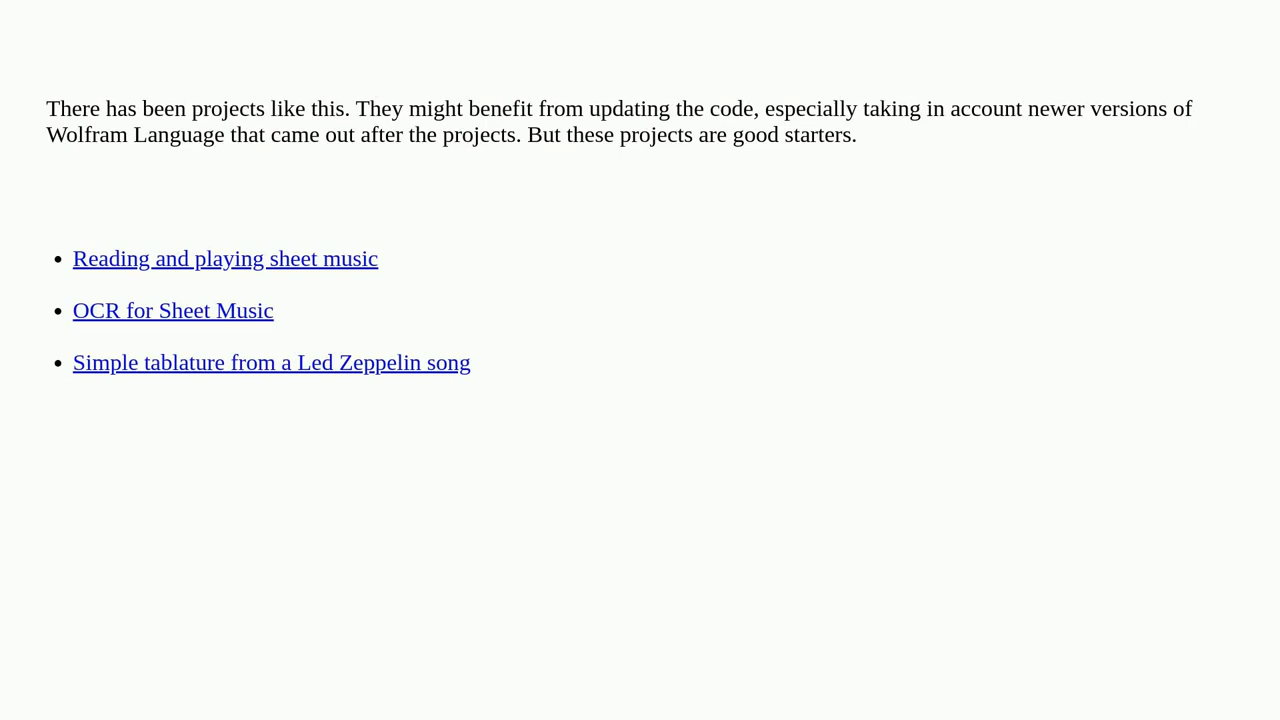 There has been projects like this. They might benefit from updating the code, especially taking in account newer versions of
Wolfram Language that came out after the projects. But these projects are good starters.
• Reading and playing sheet music
• OCR for Sheet Music
• Simple tablature from a Led Zeppelin song